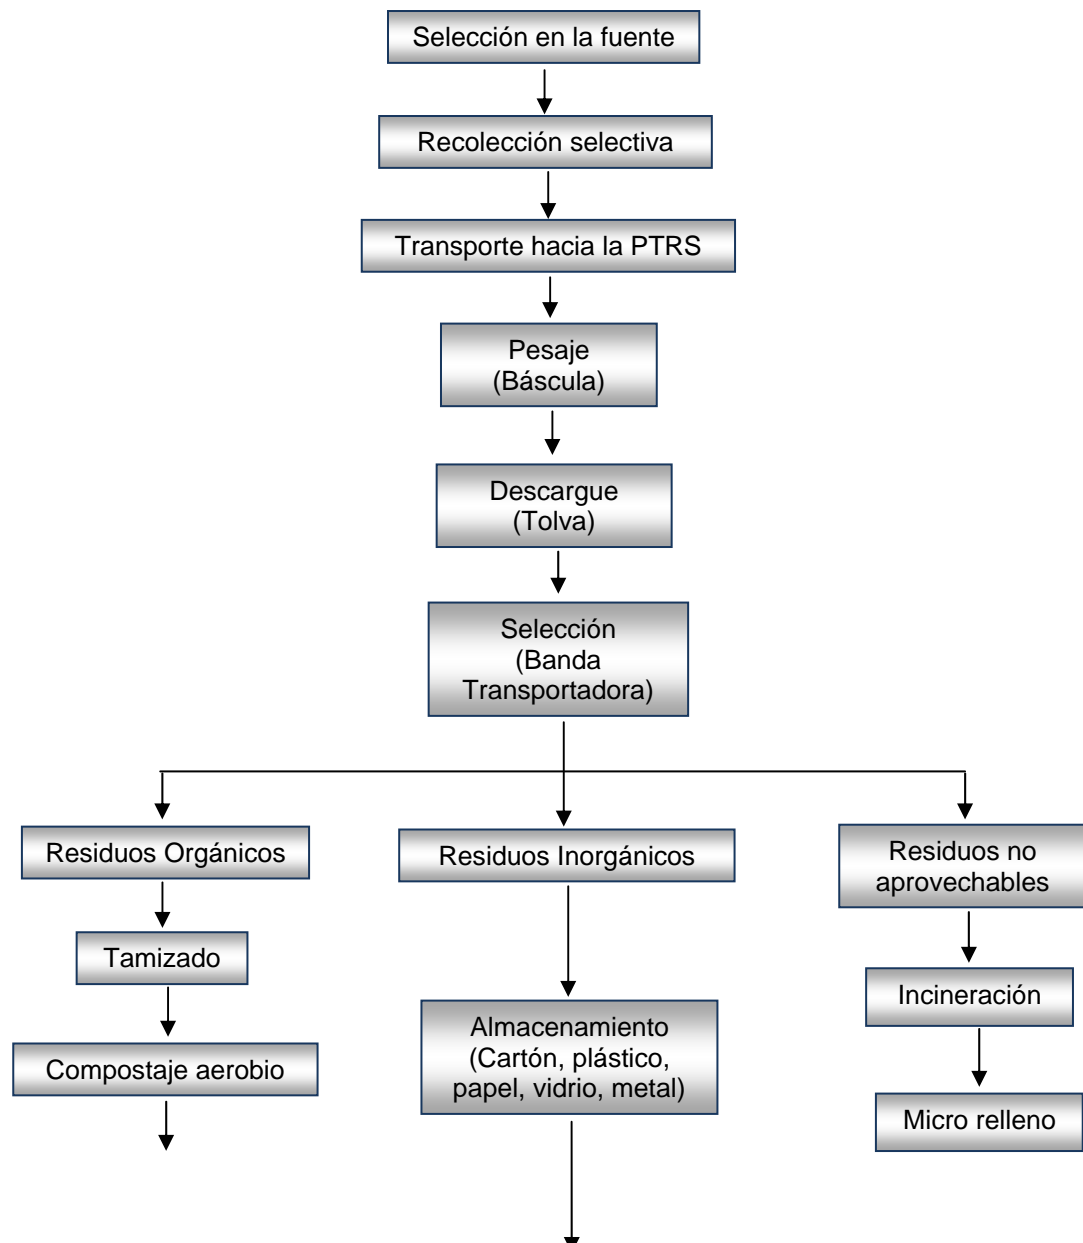 Selección en la fuente
Recolección selectiva
Transporte hacia la PTRS
Pesaje
(Báscula)
Descargue
(Tolva)
Selección
(Banda
Transportadora)
Residuos Orgánicos
Residuos Inorgánicos
Residuos no
aprovechables
Tamizado
Incineración
Almacenamiento
(Cartón, plástico,
papel, vidrio, metal)
Compostaje aerobio
Micro relleno